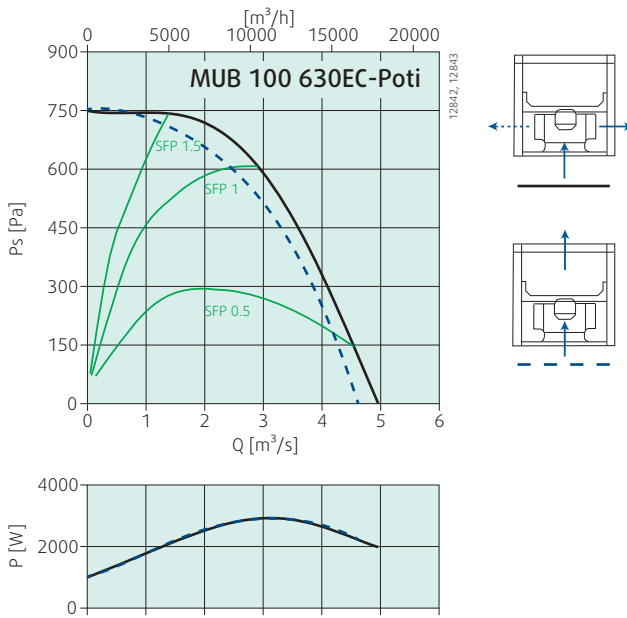 [m³/h]
0 5000 10000 15000 20000
900
MUB 100 630EC-Poti
12842, 12843
750
SFP 1.5
600
SFP 1
450
Ps [Pa]
300
SFP 0.5
150
0
0 1 2 3 4 5 6
Q [m³/s]
4000
P [W]
2000
0